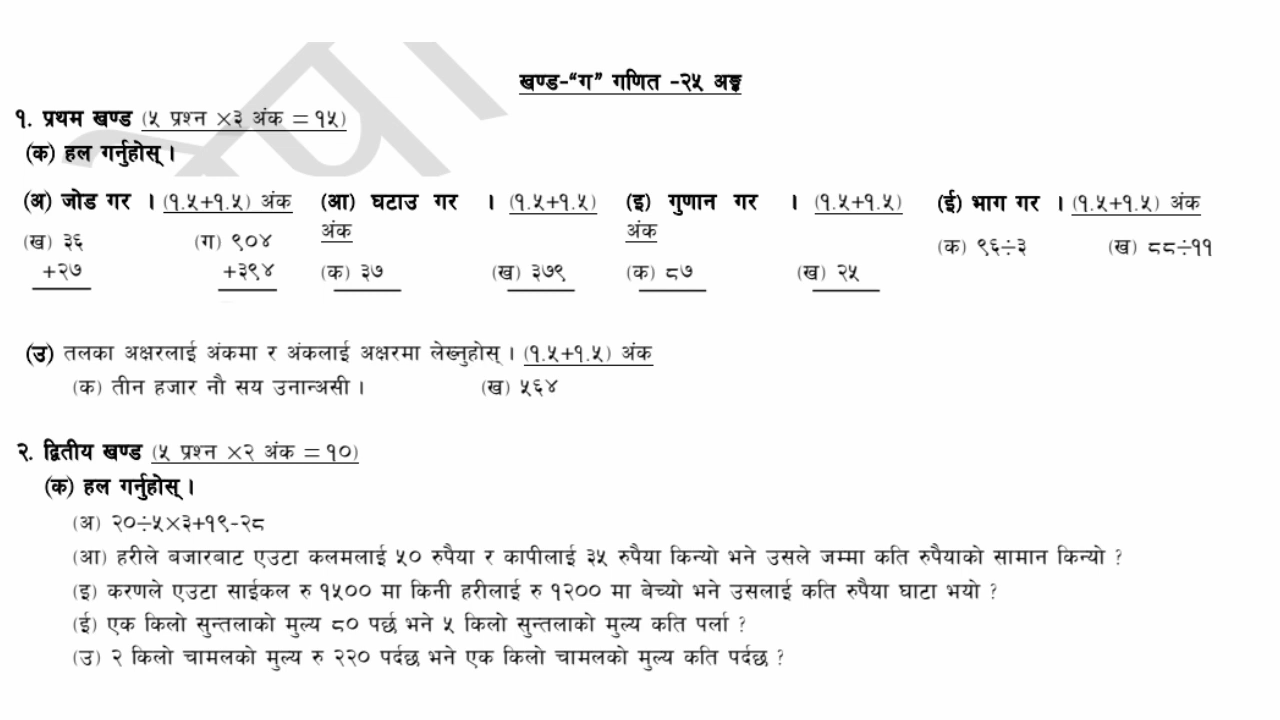 खण्ड-“ग” गणित -२५ अङ्क
१. प्रथम खण्ड (५ प्रश्न ×३ अंक = १५)
(क) हल गर्नुहोस् ।
(अ) जोड गर । (१.५+१.५) अंक
(ख) ३६ (ग) ९०४
+२७ +३९४
(आ) घटाउ गर । (१.५+१.५)
अंक
(क) ३७ (ख) ३७९
(इ) गुणान गर । (१.५+१.५)
अंक
(क) ८७ (ख) २५
(ई) भाग गर । (१.५+१.५) अंक
(क) ९६÷३ (ख) ८८÷११
(उ) तलका अक्षरलाई अंकमा र अंकलाई अक्षरमा लेख्नुहोस् । (१.५+१.५) अंक
(क) तीन हजार नौ सय उनान्असी । (ख) ५६४
२. द्वितीय खण्ड (५ प्रश्न ×२ अंक = १०)
(क) हल गर्नुहोस् ।
(अ) २०÷५×३+१९-२८
(आ) हरीले बजारबाट एउटा कलमलाई ५० रुपैया र कापीलाई ३५ रुपैया किन्यो भने उसले जम्मा कति रुपैयाको सामान किन्यो ?
(इ) करणले एउटा साईकल रु १५०० मा किनी हरीलाई रु १२०० मा बेच्यो भने उसलाई कति रुपैया घाटा भयो ?
(ई) एक किलो सुन्तलाको मुल्य ८० पर्छ भने ५ किलो सुन्तलाको मुल्य कति पर्ला ?
(उ) २ किलो चामलको मुल्य रु २२० पर्दछ भने एक किलो चामलको मुल्य कति पर्दछ ?